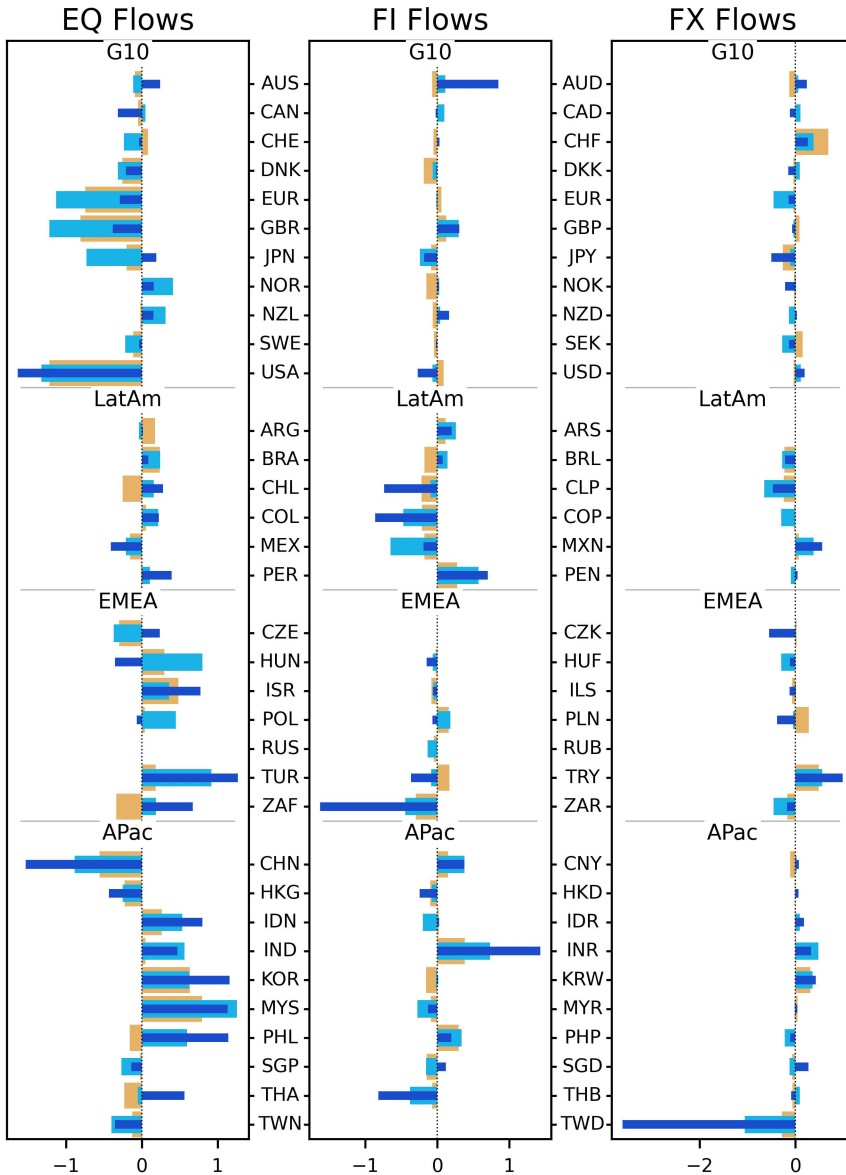 EQ Flows FI Flows FX Flows
G10 G10 G10
AUS AUD
CAN CAD
CHE CHF
DNK DKK
EUR EUR
GBR GBP
JPN JPY
NOR NOK
NZL NZD
SWE SEK
USA USD
LatAm LatAm LatAm
ARG ARS
BRA BRL
CHL CLP
COL COP
MEX MXN
PER PEN
EMEA EMEA EMEA
CZE CZK
HUN HUF
ISR ILS
POL PLN
RUS RUB
TUR TRY
ZAF ZAR
APac APac APac
CHN CNY
HKG HKD
IDN IDR
IND INR
KOR KRW
MYS MYR
PHL PHP
SGP SGD
THA THB
TWN TWD
−1 0 1 −1 0 1 −2 0